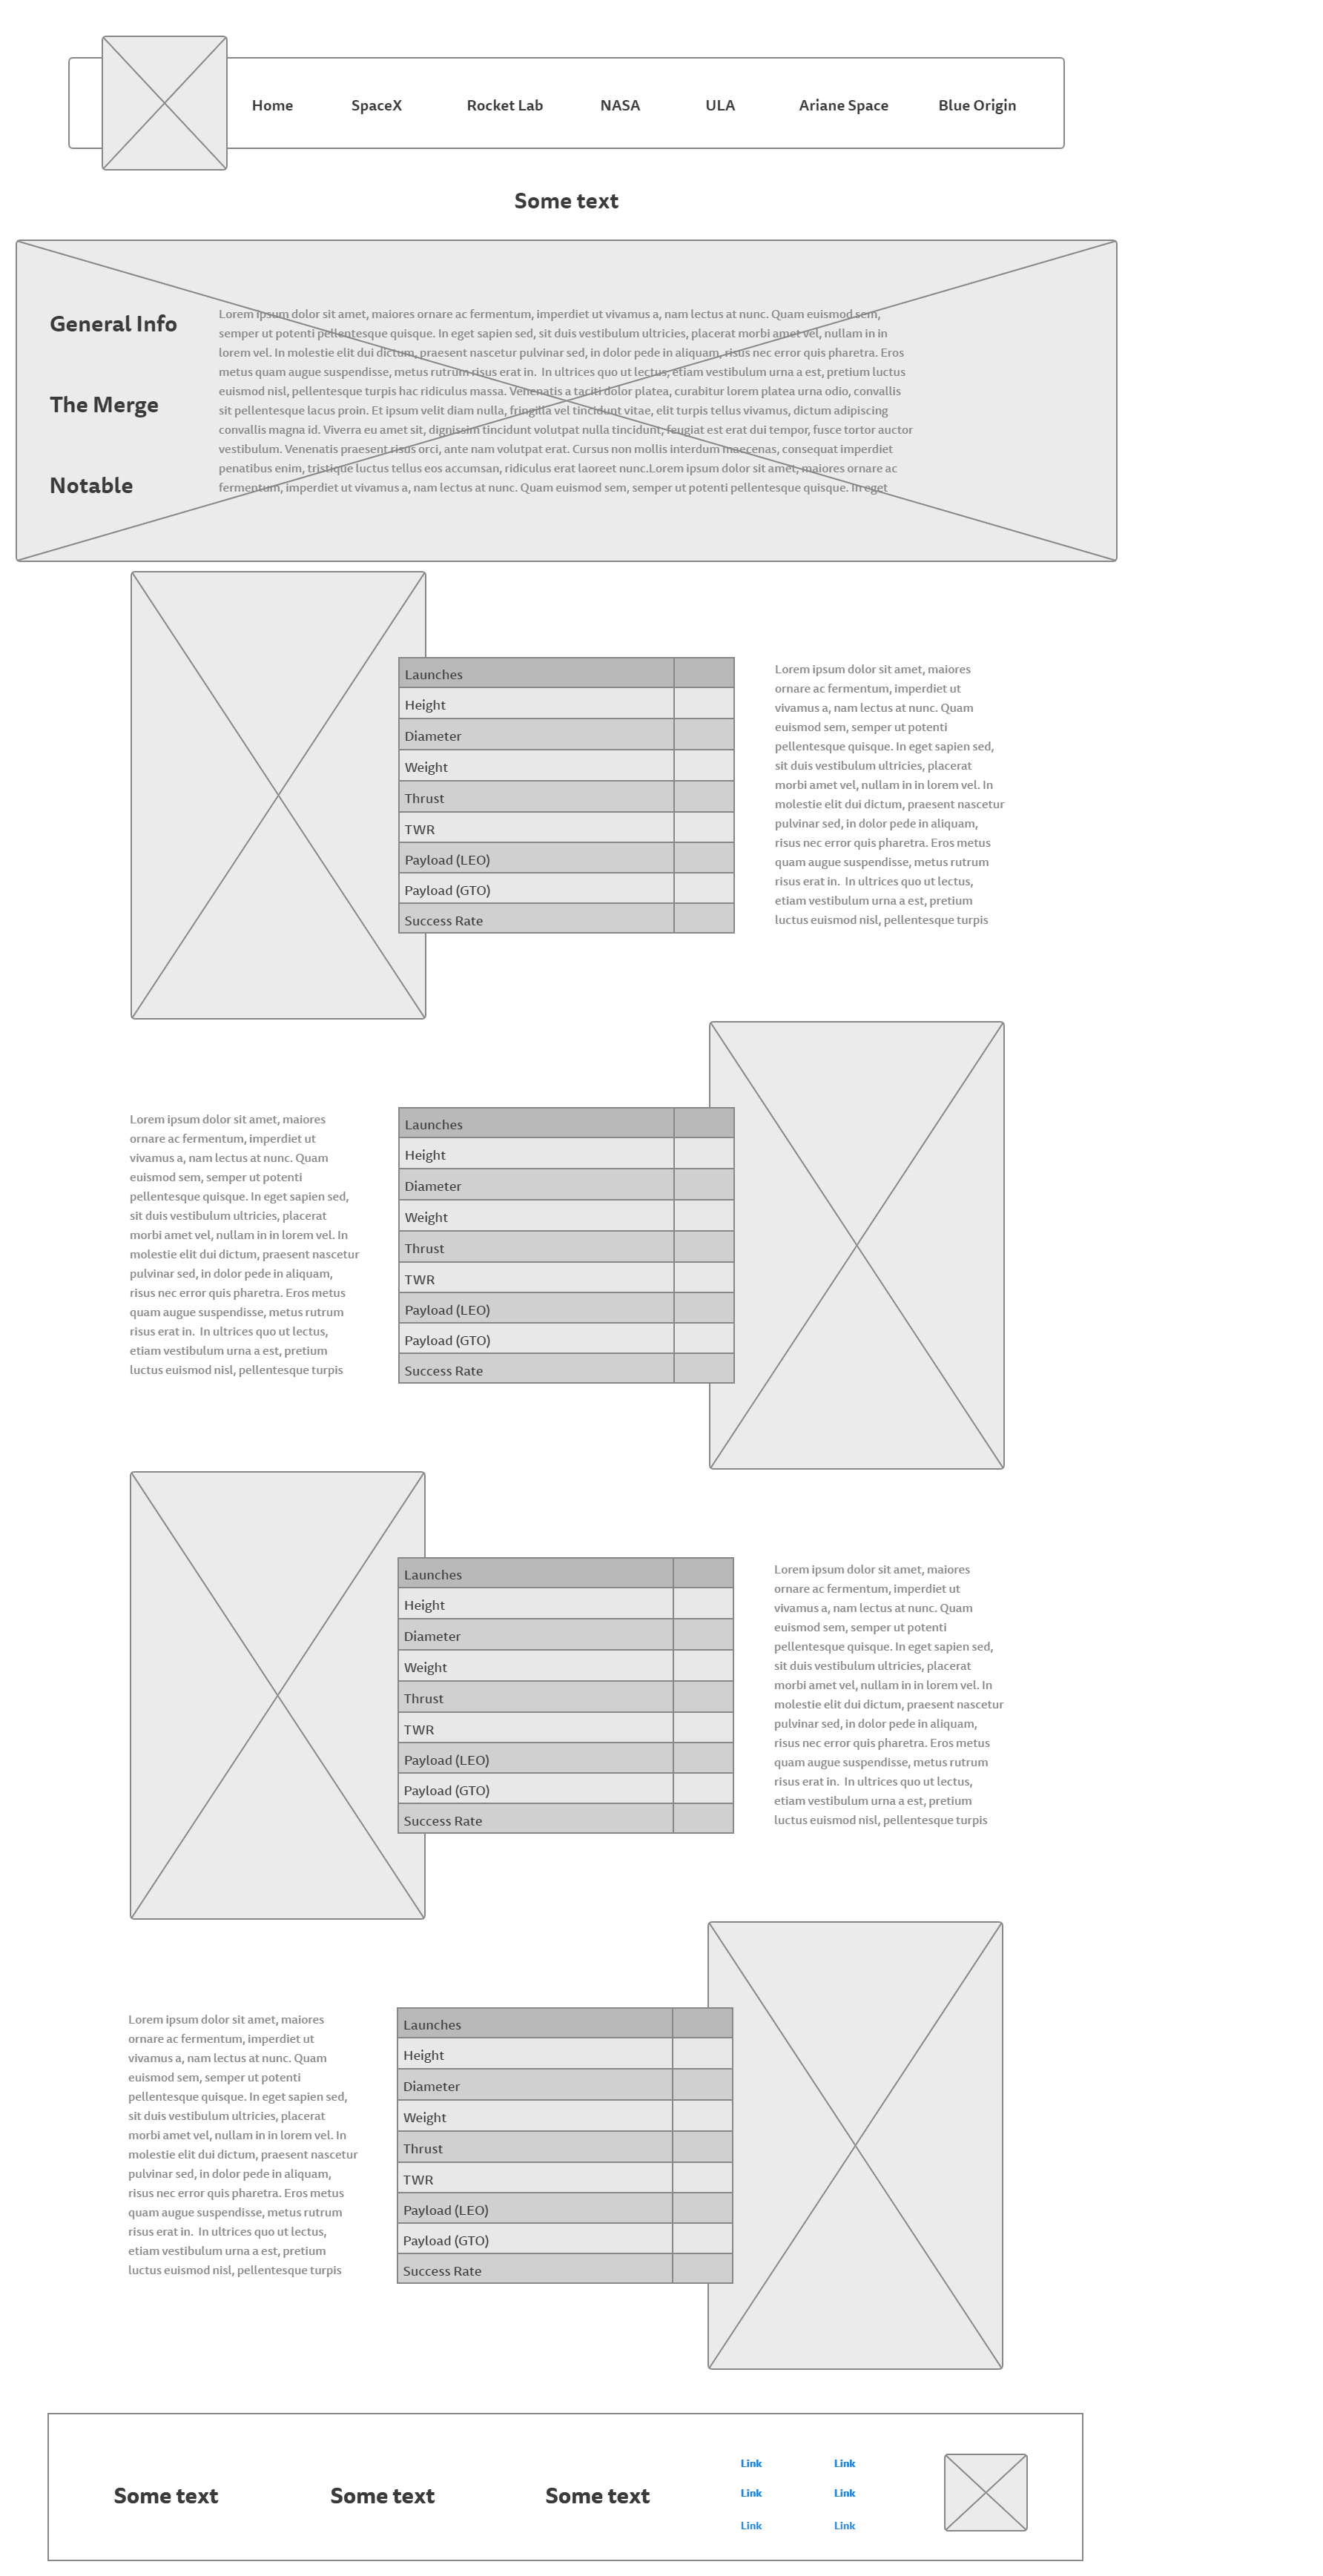 Home SpaceX Rocket Lab NASA ULA Ariane Space Blue Origin
Some text
General Info
The Merge
Notable
Lorem ipsum dolor sit amet, maiores ornare ac fermentum, imperdiet ut vivamus a, nam lectus at nunc. Quam euismod sem,
semper ut potenti pellentesque quisque. In eget sapien sed, sit duis vestibulum ultricies, placerat morbi amet vel, nullam in in
lorem vel. In molestie elit dui dictum, praesent nascetur pulvinar sed, in dolor pede in aliquam, risus nec error quis pharetra. Eros
metus quam augue suspendisse, metus rutrum risus erat in.  In ultrices quo ut lectus, etiam vestibulum urna a est, pretium luctus
euismod nisl, pellentesque turpis hac ridiculus massa. Venenatis a taciti dolor platea, curabitur lorem platea urna odio, convallis
sit pellentesque lacus proin. Et ipsum velit diam nulla, fringilla vel tincidunt vitae, elit turpis tellus vivamus, dictum adipiscing
convallis magna id. Viverra eu amet sit, dignissim tincidunt volutpat nulla tincidunt, feugiat est erat dui tempor, fusce tortor auctor
vestibulum. Venenatis praesent risus orci, ante nam volutpat erat. Cursus non mollis interdum maecenas, consequat imperdiet
penatibus enim, tristique luctus tellus eos accumsan, ridiculus erat laoreet nunc.Lorem ipsum dolor sit amet, maiores ornare ac
fermentum, imperdiet ut vivamus a, nam lectus at nunc. Quam euismod sem, semper ut potenti pellentesque quisque. In eget
Launches
Height
Diameter
Weight
Thrust
TWR
Payload (LEO)
Payload (GTO)
Success Rate
Lorem ipsum dolor sit amet, maiores
ornare ac fermentum, imperdiet ut
vivamus a, nam lectus at nunc. Quam
euismod sem, semper ut potenti
pellentesque quisque. In eget sapien sed,
sit duis vestibulum ultricies, placerat
morbi amet vel, nullam in in lorem vel. In
molestie elit dui dictum, praesent nascetur
pulvinar sed, in dolor pede in aliquam,
risus nec error quis pharetra. Eros metus
quam augue suspendisse, metus rutrum
risus erat in.  In ultrices quo ut lectus,
etiam vestibulum urna a est, pretium
luctus euismod nisl, pellentesque turpis
Lorem ipsum dolor sit amet, maiores
ornare ac fermentum, imperdiet ut
vivamus a, nam lectus at nunc. Quam
euismod sem, semper ut potenti
pellentesque quisque. In eget sapien sed,
sit duis vestibulum ultricies, placerat
morbi amet vel, nullam in in lorem vel. In
molestie elit dui dictum, praesent nascetur
pulvinar sed, in dolor pede in aliquam,
risus nec error quis pharetra. Eros metus
quam augue suspendisse, metus rutrum
risus erat in.  In ultrices quo ut lectus,
etiam vestibulum urna a est, pretium
luctus euismod nisl, pellentesque turpis
Launches
Height
Diameter
Weight
Thrust
TWR
Payload (LEO)
Payload (GTO)
Success Rate
Launches
Height
Diameter
Weight
Thrust
TWR
Payload (LEO)
Payload (GTO)
Success Rate
Lorem ipsum dolor sit amet, maiores
ornare ac fermentum, imperdiet ut
vivamus a, nam lectus at nunc. Quam
euismod sem, semper ut potenti
pellentesque quisque. In eget sapien sed,
sit duis vestibulum ultricies, placerat
morbi amet vel, nullam in in lorem vel. In
molestie elit dui dictum, praesent nascetur
pulvinar sed, in dolor pede in aliquam,
risus nec error quis pharetra. Eros metus
quam augue suspendisse, metus rutrum
risus erat in.  In ultrices quo ut lectus,
etiam vestibulum urna a est, pretium
luctus euismod nisl, pellentesque turpis
Lorem ipsum dolor sit amet, maiores
ornare ac fermentum, imperdiet ut
vivamus a, nam lectus at nunc. Quam
euismod sem, semper ut potenti
pellentesque quisque. In eget sapien sed,
sit duis vestibulum ultricies, placerat
morbi amet vel, nullam in in lorem vel. In
molestie elit dui dictum, praesent nascetur
pulvinar sed, in dolor pede in aliquam,
risus nec error quis pharetra. Eros metus
quam augue suspendisse, metus rutrum
risus erat in.  In ultrices quo ut lectus,
etiam vestibulum urna a est, pretium
luctus euismod nisl, pellentesque turpis
Launches
Height
Diameter
Weight
Thrust
TWR
Payload (LEO)
Payload (GTO)
Success Rate
Some text Some text Some text
Link Link
Link Link
Link Link